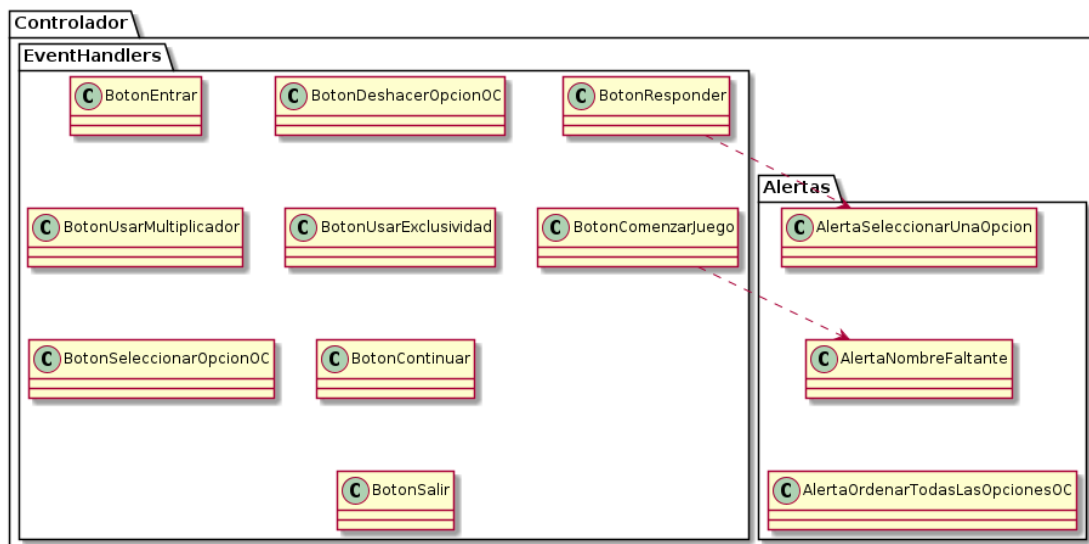 Controlador
EventHandlers
C BotonEntrar
C BotonDeshacerOpcionOC
C BotonResponder
Alertas
C BotonUsarMultiplicador
C BotonUsarExclusividad
C BotonComenzarJuego
C AlertaSeleccionarUnaOpcion
C BotonSeleccionarOpcionOC
C BotonContinuar
C AlertaNombreFaltante
C BotonSalir
C AlertaOrdenarTodasLasOpcionesOC